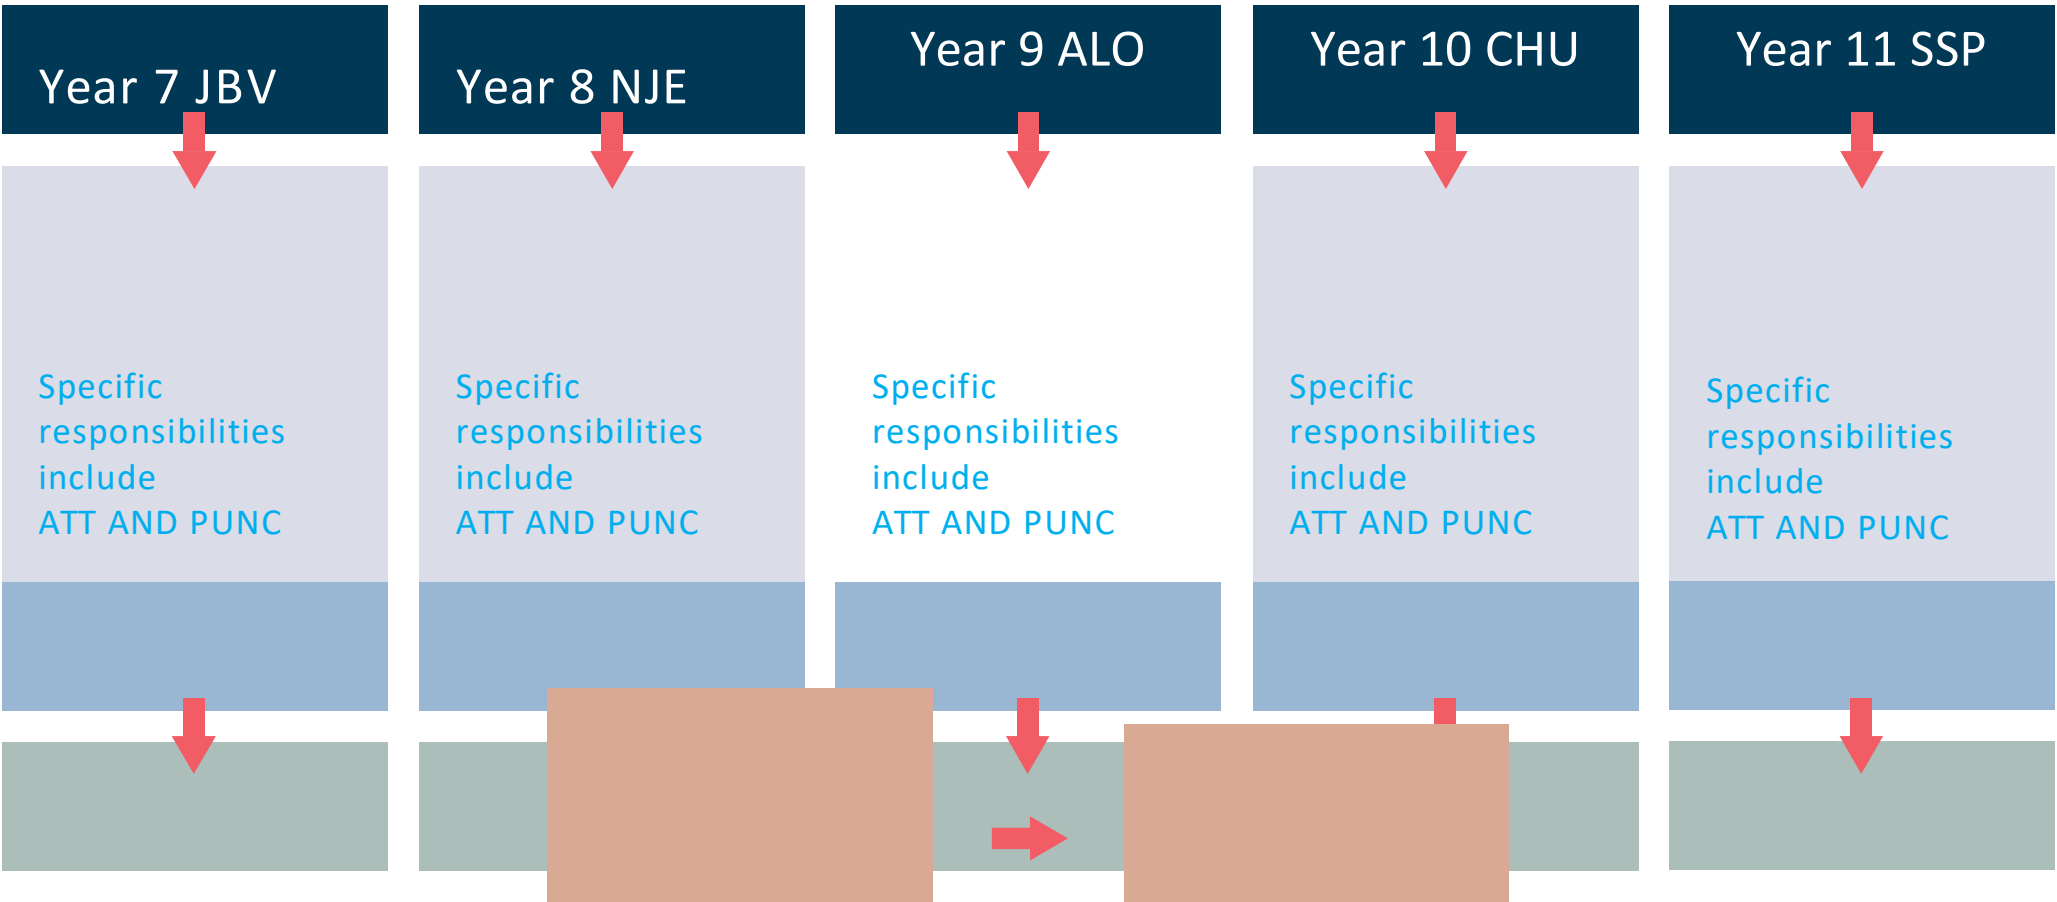 Year 7 JBV
Year 8 NJE
Year 9 ALO
Year 10 CHU
Year 11 SSP
Specific
responsibilities
include
ATT AND PUNC
Specific
responsibilities
include
ATT AND PUNC
Specific
responsibilities
include
ATT AND PUNC
Specific
responsibilities
include
ATT AND PUNC
Specific
responsibilities
include
ATT AND PUNC